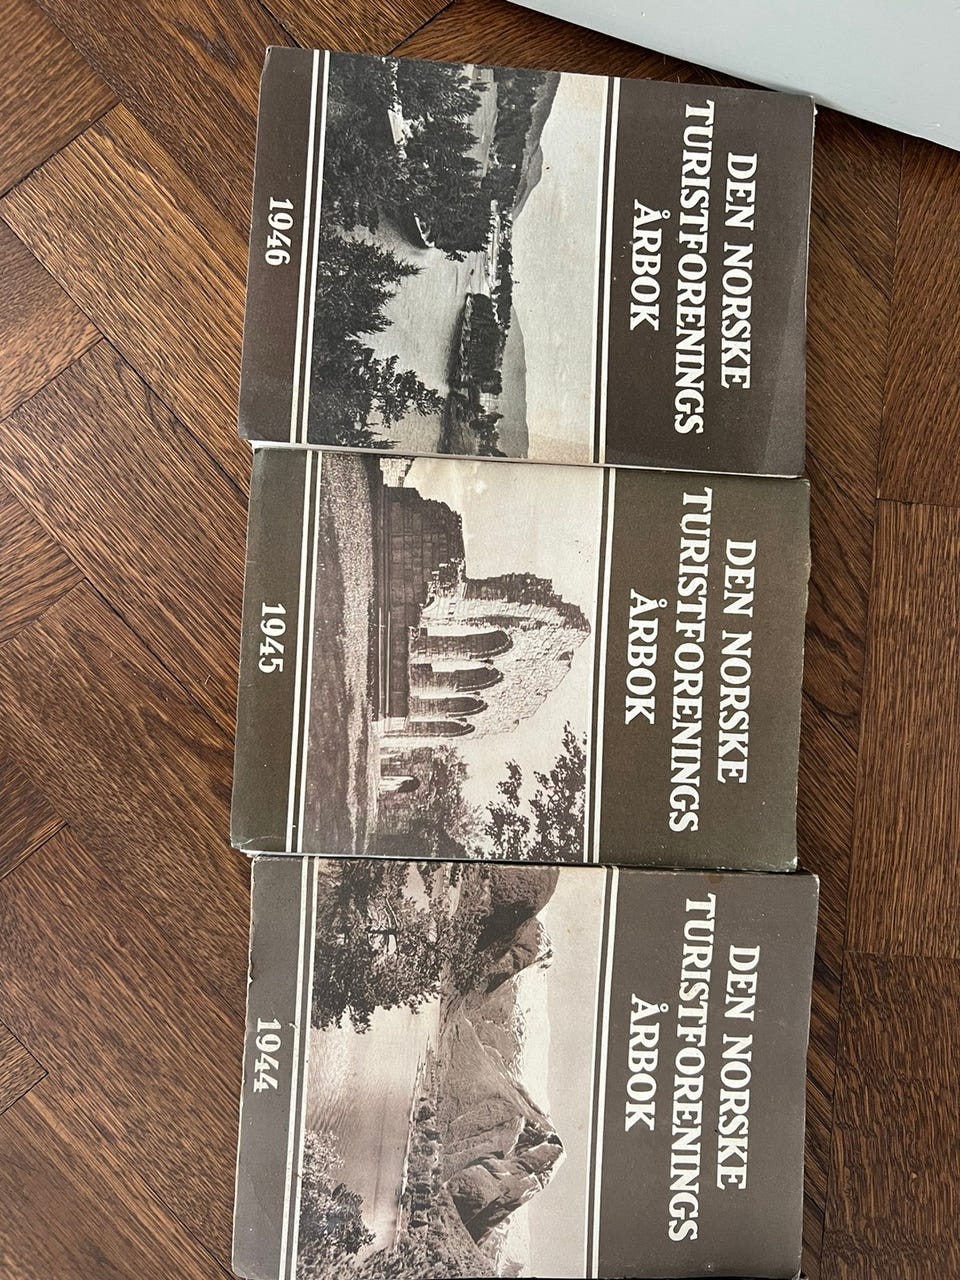 DEN NORSKE
TURISTFORENINGS
ÅRBOK
1946
DEN NORSKE
TURISTFORENINGS
ÅRBOK
1945
DEN NORSKE
TURISTFORENINGS
ÅRBOK
1944